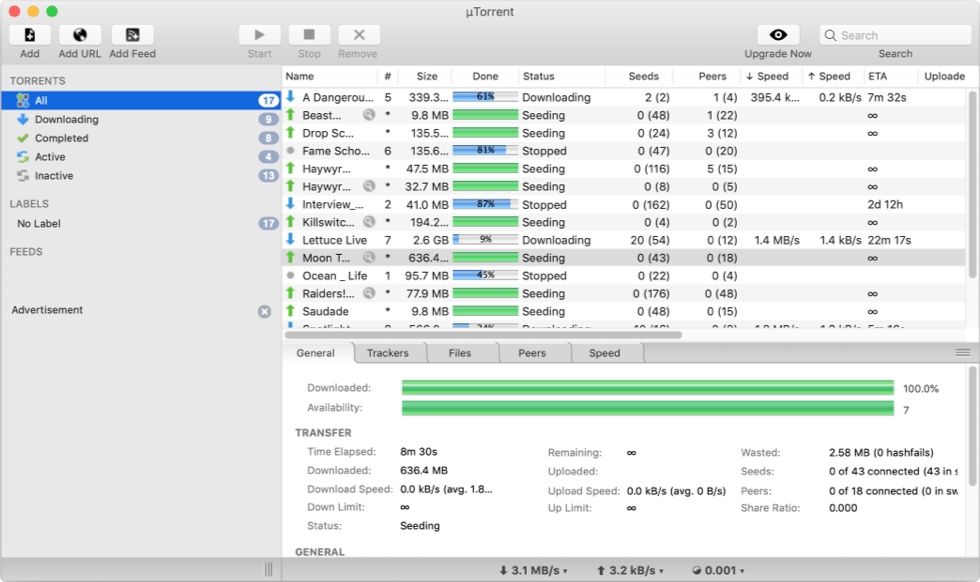 µTorrent
Add Add URL Add Feed Start Stop Remove Upgrade Now Search Search
TORRENTS
All 17
Downloading 9
Completed 8
Active 4
Inactive 13
LABELS
No Label 17
FEEDS
Advertisement
Name # Size Done Status Seeds Peers ↓ Speed ↑ Speed ETA Uploade
A Dangerou... 5 339.3... 61% Downloading 2 (2) 1 (4) 395.4 k... 0.2 kB/s 7m 32s
Beast... * 9.8 MB Seeding 0 (48) 1 (22) ∞
Drop Sc... * 135.5... Seeding 0 (24) 3 (12) ∞
Fame Scho... 6 135.6... 81% Stopped 0 (47) 0 (20)
Haywyr... * 47.5 MB Seeding 0 (116) 5 (15) ∞
Haywyr... * 32.7 MB Seeding 0 (8) 0 (5) ∞
Interview_... 2 41.0 MB 87% Stopped 0 (162) 0 (50) 2d 12h
Killswitc... * 194.2... Seeding 0 (4) 0 (2) ∞
Lettuce Live 7 2.6 GB 9% Downloading 20 (54) 0 (12) 1.4 MB/s 1.4 kB/s 22m 17s
Moon T... * 636.4... Seeding 0 (43) 0 (18) ∞
Ocean _ Life 1 95.7 MB 45% Stopped 0 (22) 0 (4)
Raiders!... * 77.9 MB Seeding 0 (176) 0 (48) ∞
Saudade * 9.8 MB Seeding 0 (48) 0 (15) ∞
General Trackers Files Peers Speed
Downloaded: 100.0%
Availability: 7
TRANSFER
Time Elapsed: 8m 30s Remaining: ∞ Wasted: 2.58 MB (0 hashfails)
Downloaded: 636.4 MB Uploaded: Seeds: 0 of 43 connected (43 in s
Download Speed: 0.0 kB/s (avg. 1.8... Upload Speed: 0.0 kB/s (avg. 0 B/s) Peers: 0 of 18 connected (0 in sw
Down Limit: ∞ Up Limit: ∞ Share Ratio: 0.000
Status: Seeding
GENERAL
↓ 3.1 MB/s ▾ ↑ 3.2 kB/s ▾ 0.001 ▾